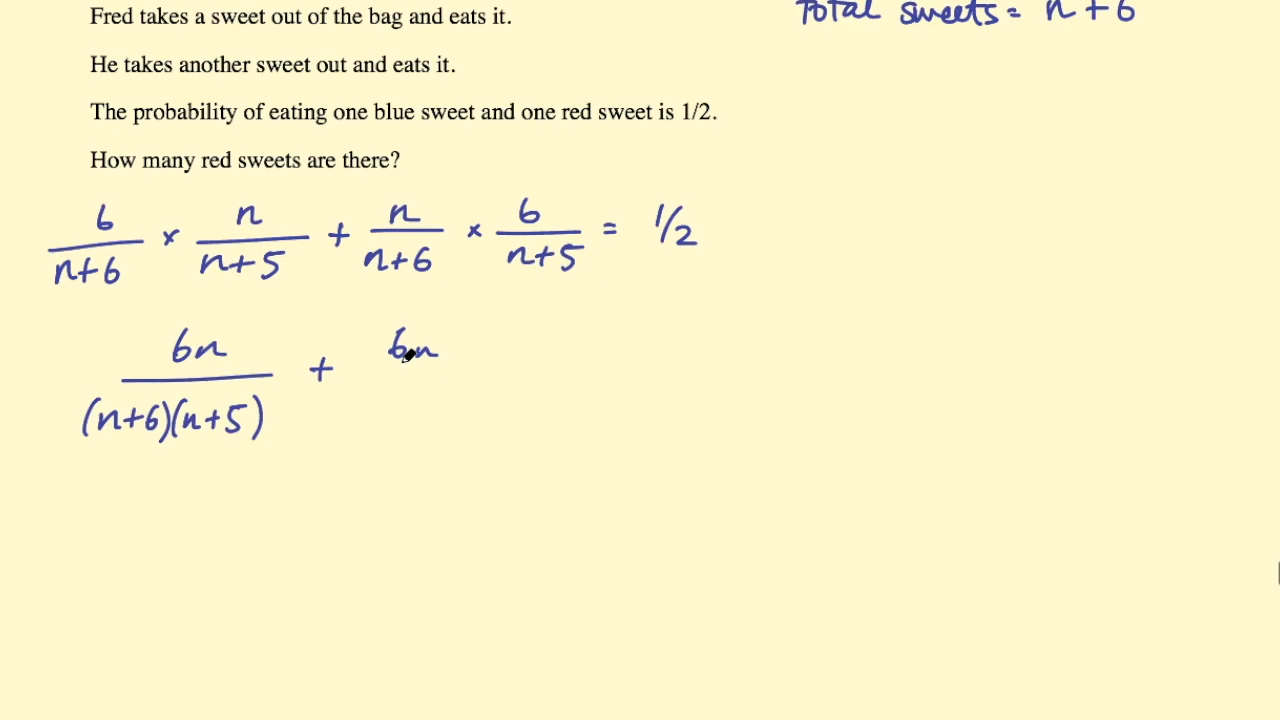 Fred takes a sweet out of the bag and eats it.
Total sweets = n + 6
He takes another sweet out and eats it.
The probability of eating one blue sweet and one red sweet is 1/2.
How many red sweets are there?
6/(n+6) × n/(n+5) + n/(n+6) × 6/(n+5) = 1/2
6n/((n+6)(n+5)) + 6n